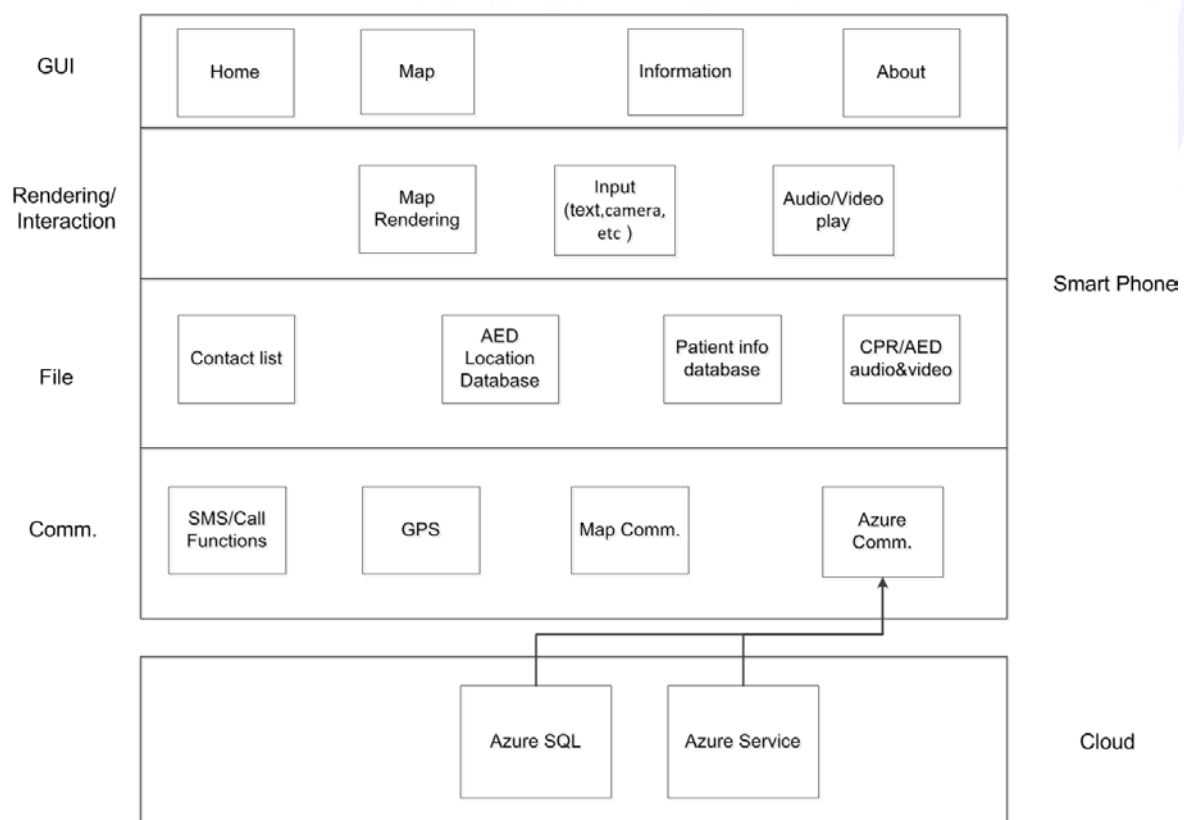 GUI
Home
Map
Information
About
Rendering/
Interaction
Map
Rendering
Input
(text,camera,
etc )
Audio/Video
play
Smart Phone
File
Contact list
AED
Location
Database
Patient info
database
CPR/AED
audio&video
Comm.
SMS/Call
Functions
GPS
Map Comm.
Azure
Comm.
Azure SQL
Azure Service
Cloud